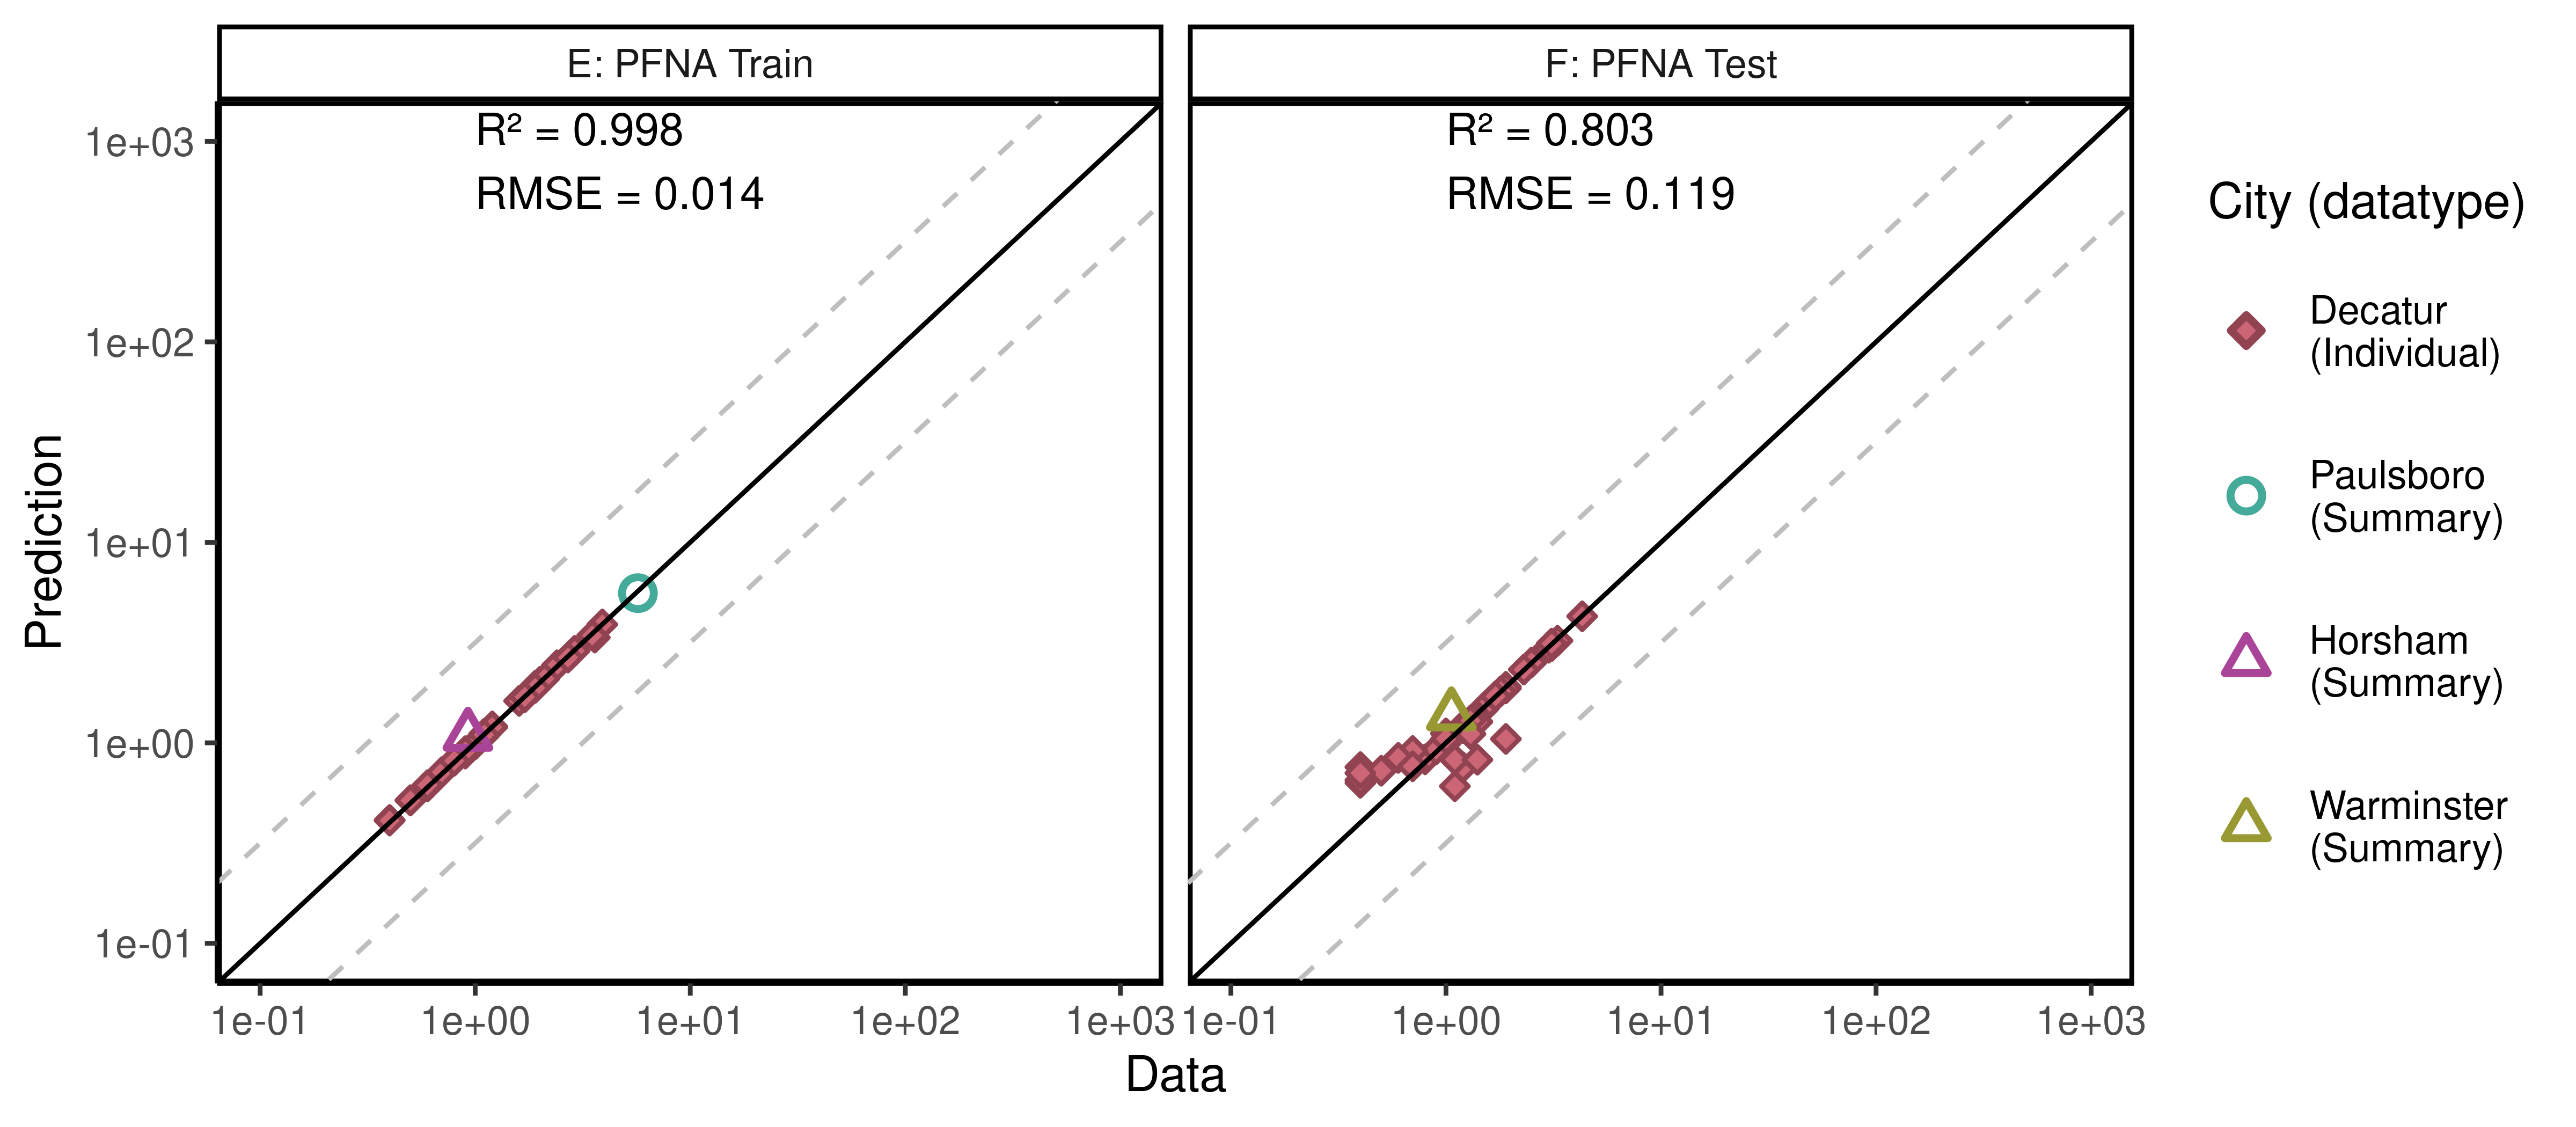 E: PFNA Train
F: PFNA Test
R² = 0.998
RMSE = 0.014
R² = 0.803
RMSE = 0.119
Prediction
1e+03
1e+02
1e+01
1e+00
1e-01
1e-01 1e+00 1e+01 1e+02 1e+03
1e-01 1e+00 1e+01 1e+02 1e+03
Data
City (datatype)
Decatur
(Individual)
Paulsboro
(Summary)
Horsham
(Summary)
Warminster
(Summary)